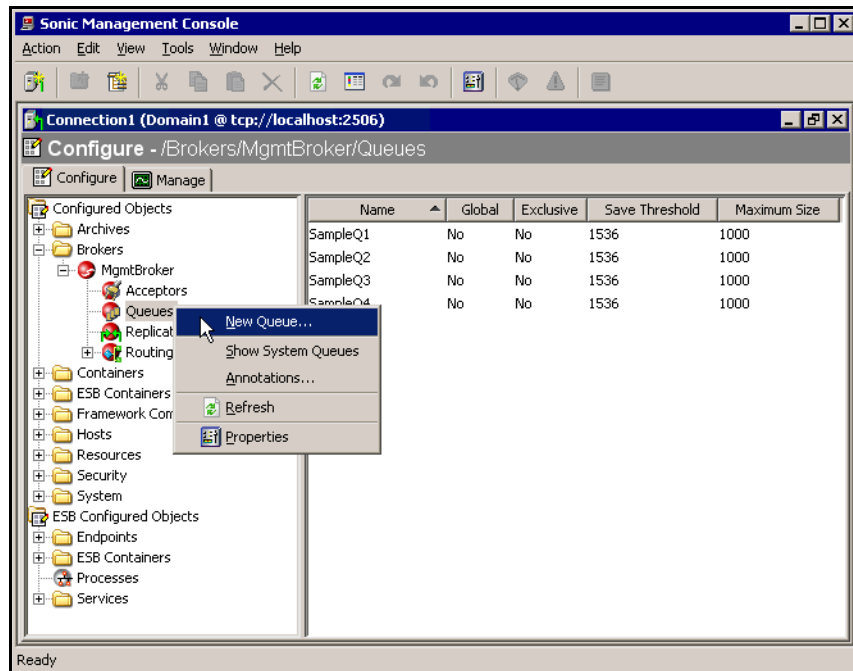 Sonic Management Console
Action Edit View Tools Window Help
Connection1 (Domain1 @ tcp://localhost:2506)
Configure - /Brokers/MgmtBroker/Queues
Configure Manage
Configured Objects
Archives
Brokers
MgmtBroker
Acceptors
Queues
Replicat
Routing
Containers
ESB Containers
Framework Con
Hosts
Resources
Security
System
ESB Configured Objects
Endpoints
ESB Containers
Processes
Services
Name Global Exclusive Save Threshold Maximum Size
SampleQ1 No No 1536 1000
SampleQ2 No No 1536 1000
SampleQ3 No No 1536 1000
SampleQ4 No No 1536 1000
New Queue...
Show System Queues
Annotations...
Refresh
Properties
Ready